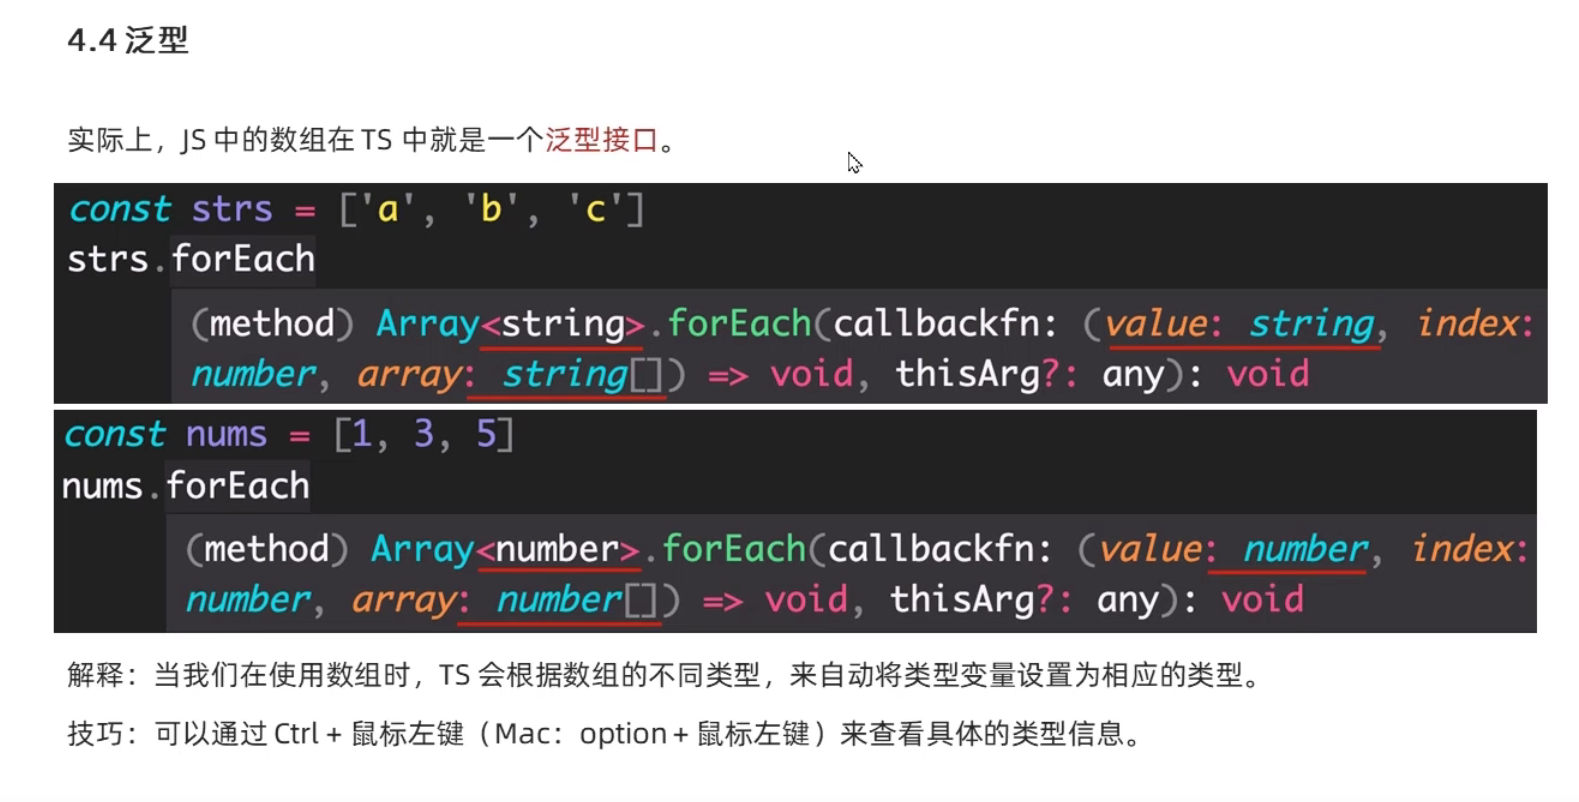 4.4 泛型
实际上，JS 中的数组在 TS 中就是一个泛型接口。
const strs = ['a', 'b', 'c']
strs.forEach
(method) Array<string>.forEach(callbackfn: (value: string, index:
number, array: string[]) => void, thisArg?: any): void
const nums = [1, 3, 5]
nums.forEach
(method) Array<number>.forEach(callbackfn: (value: number, index:
number, array: number[]) => void, thisArg?: any): void
解释：当我们在使用数组时，TS 会根据数组的不同类型，来自动将类型变量设置为相应的类型。
技巧：可以通过 Ctrl + 鼠标左键（Mac：option + 鼠标左键）来查看具体的类型信息。